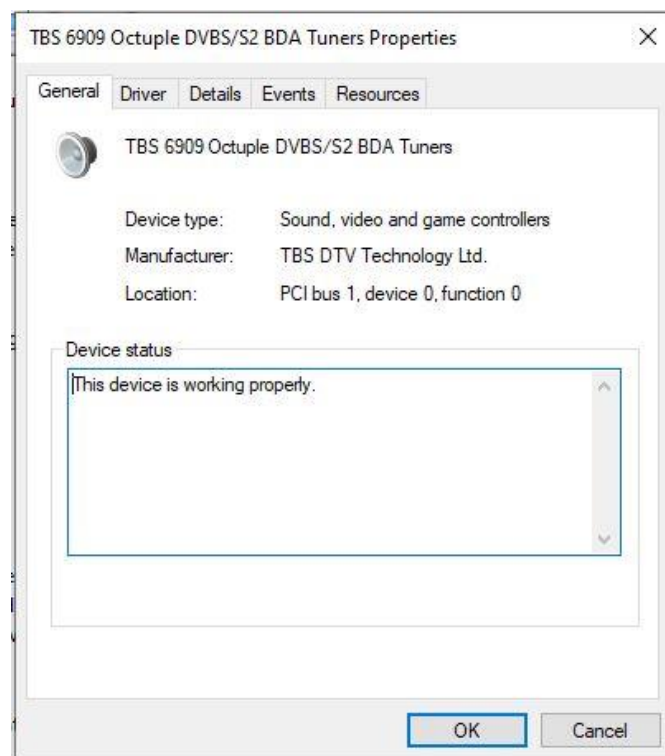 TBS 6909 Octuple DVBS/S2 BDA Tuners Properties
General Driver Details Events Resources
TBS 6909 Octuple DVBS/S2 BDA Tuners
Device type: Sound, video and game controllers
Manufacturer: TBS DTV Technology Ltd.
Location: PCI bus 1, device 0, function 0
Device status
This device is working properly.
OK Cancel